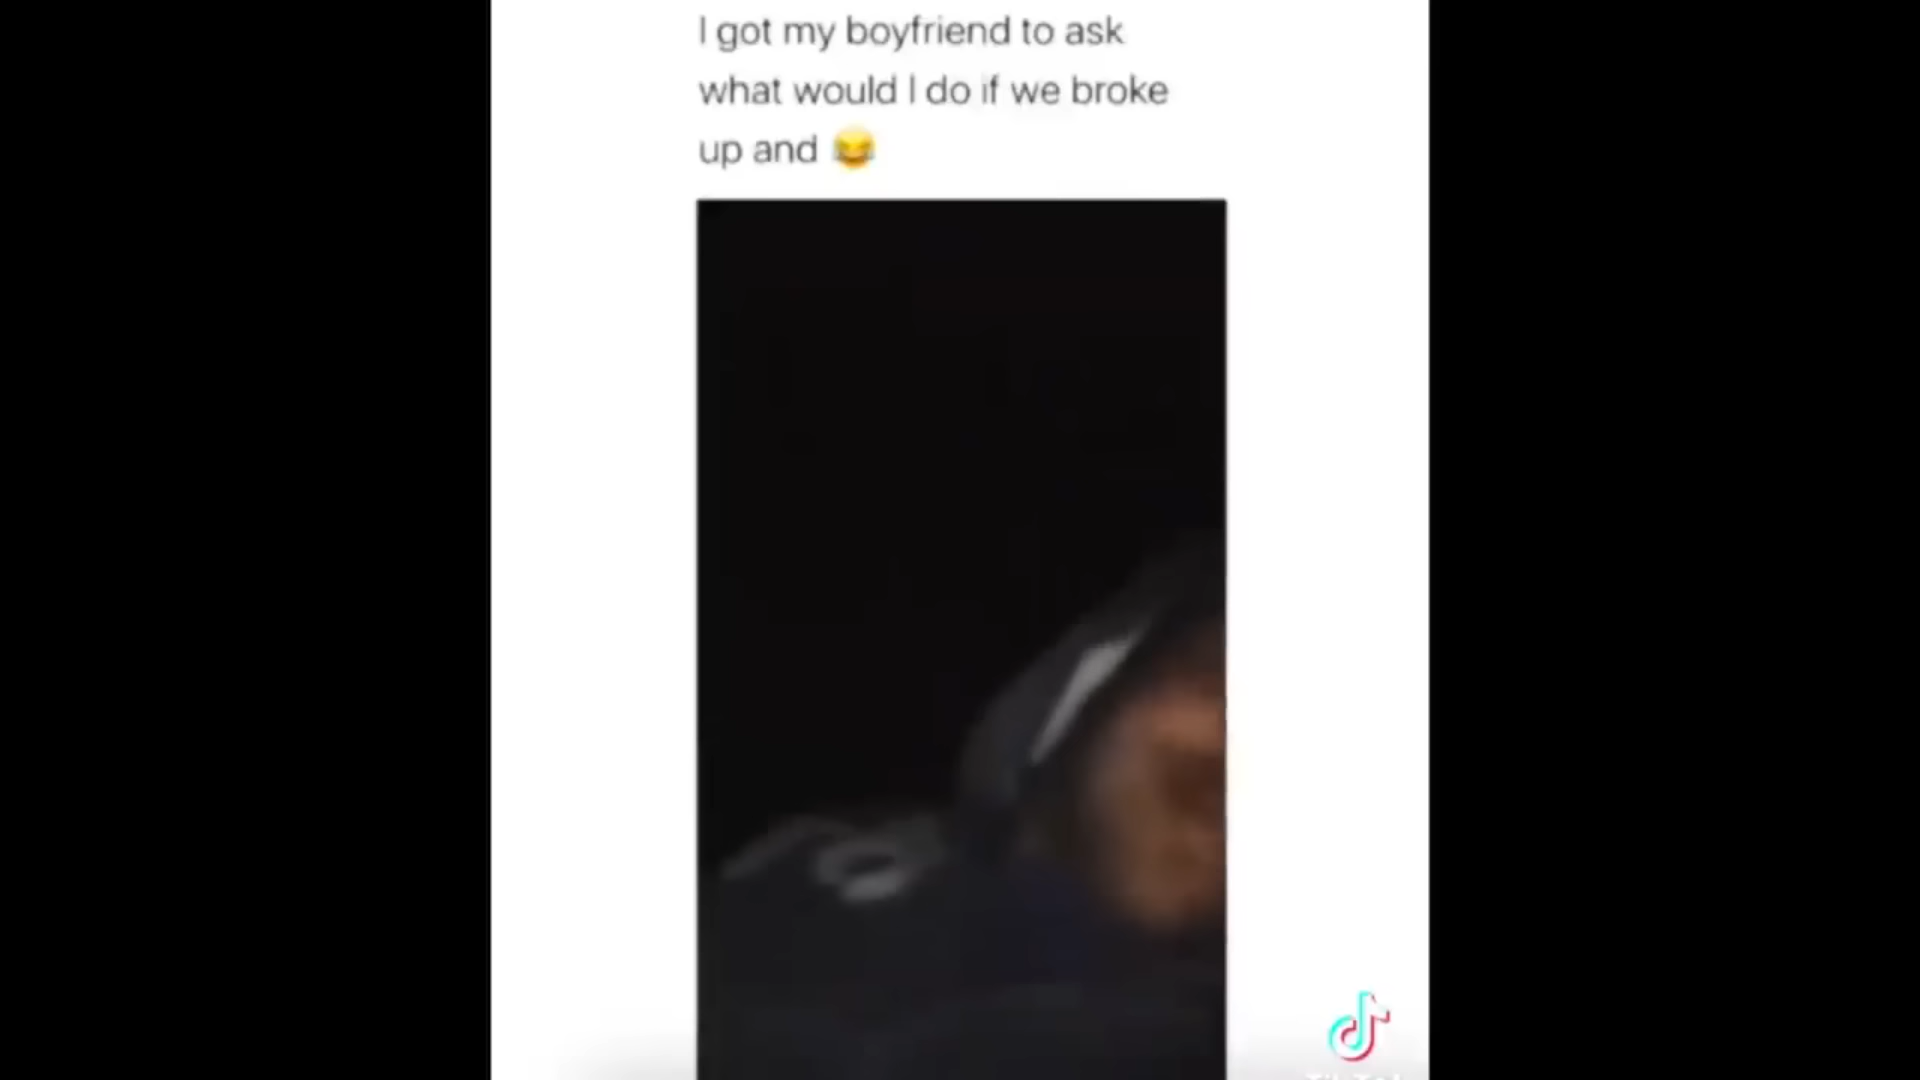 I got my boyfriend to ask
what would I do if we broke
up and 😂